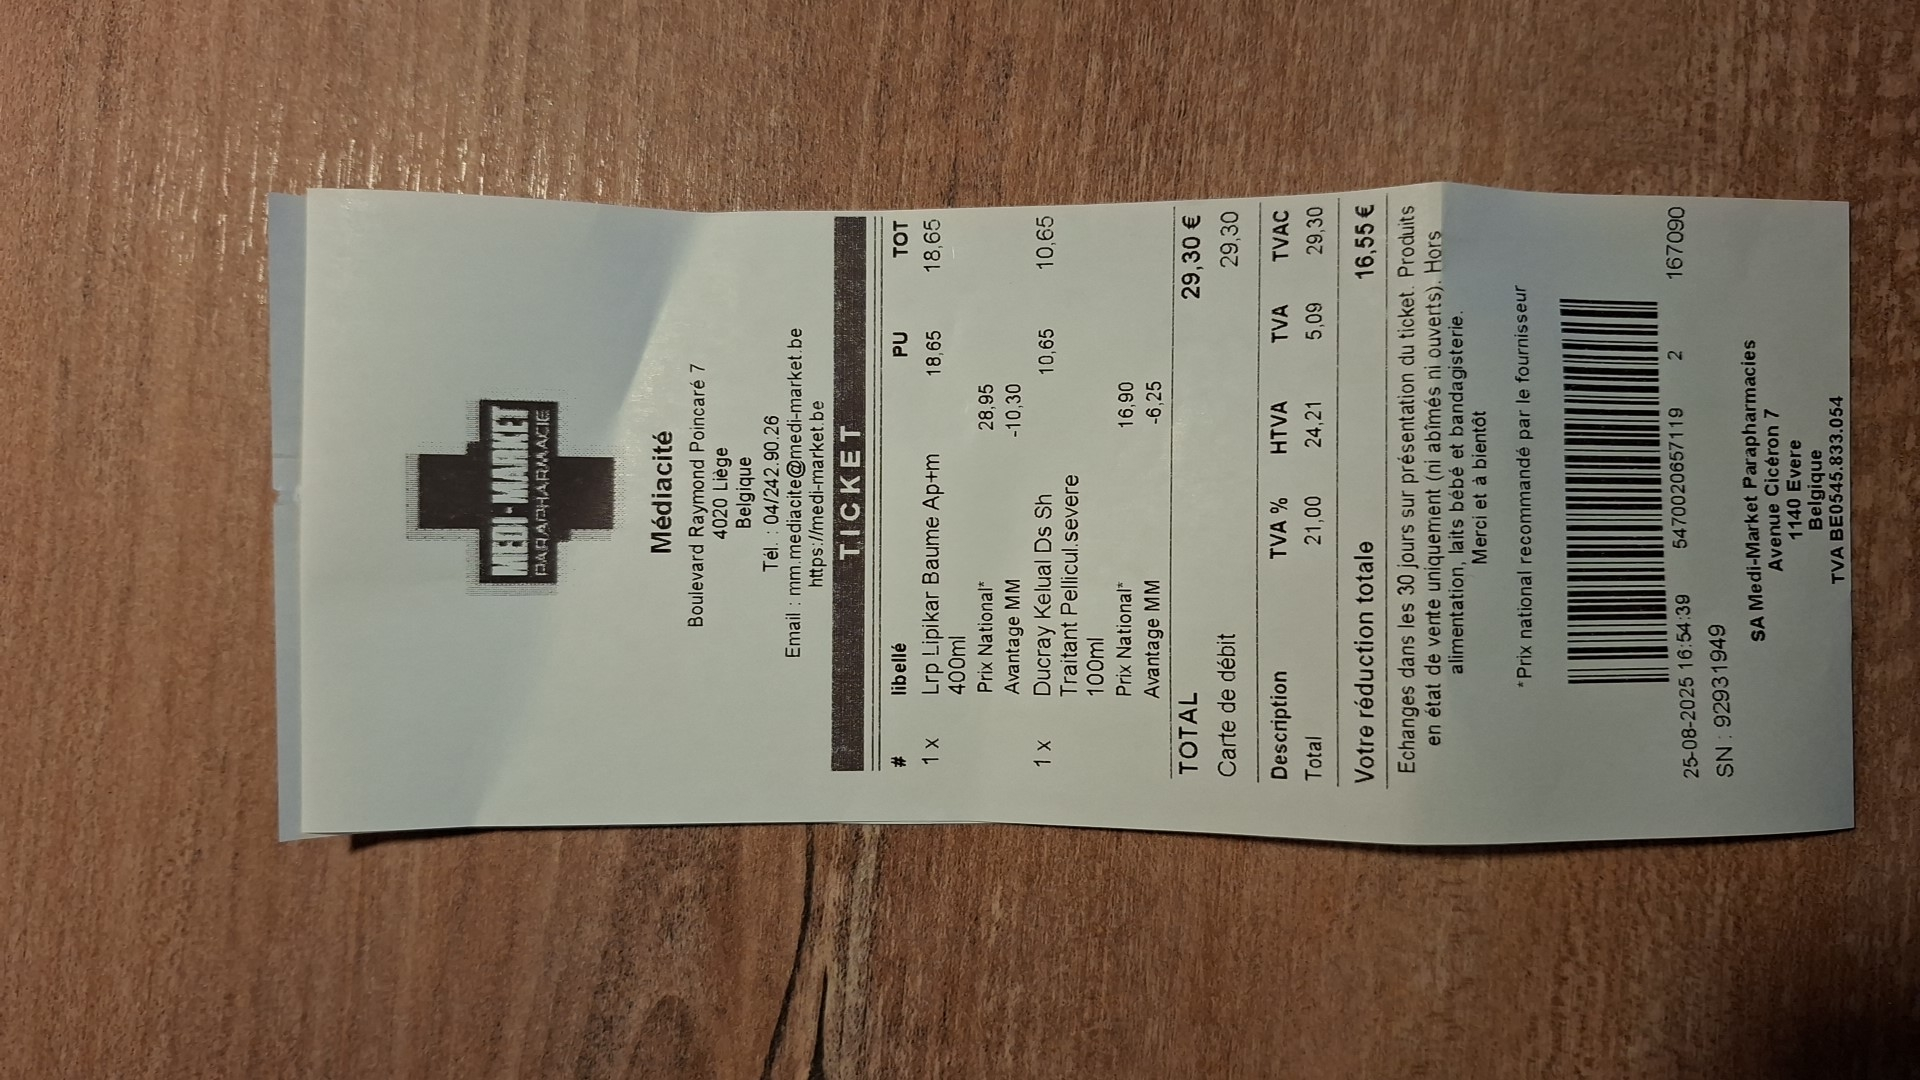 MEDI-MARKET
PARAPHARMACIE
Médiacité
Boulevard Raymond Poincaré 7
4020 Liège
Belgique
Tél. : 04/242.90.26
Email : mm.mediacite@medi-market.be
https://medi-market.be
TICKET
# libellé PU TOT
1 x Lrp Lipikar Baume Ap+m 18,65 18,65
400ml
Prix National* 28,95
Avantage MM -10,30
1 x Ducray Kelual Ds Sh 10,65 10,65
Traitant Pellicul.severe
100ml
Prix National* 16,90
Avantage MM -6,25
TOTAL 29,30 €
Carte de débit 29,30
Description TVA % HTVA TVA TVAC
Total 21,00 24,21 5,09 29,30
Votre réduction totale 16,55 €
Echanges dans les 30 jours sur présentation du ticket. Produits
en état de vente uniquement (ni abîmés ni ouverts). Hors
alimentation, laits bébé et bandagisterie.
Merci et à bientôt
*Prix national recommandé par le fournisseur
25-08-2025 16:54:39 5470020657119 2 167090
SN : 92931949
SA Medi-Market Parapharmacies
Avenue Cicéron 7
1140 Evere
Belgique
TVA BE0545.833.054